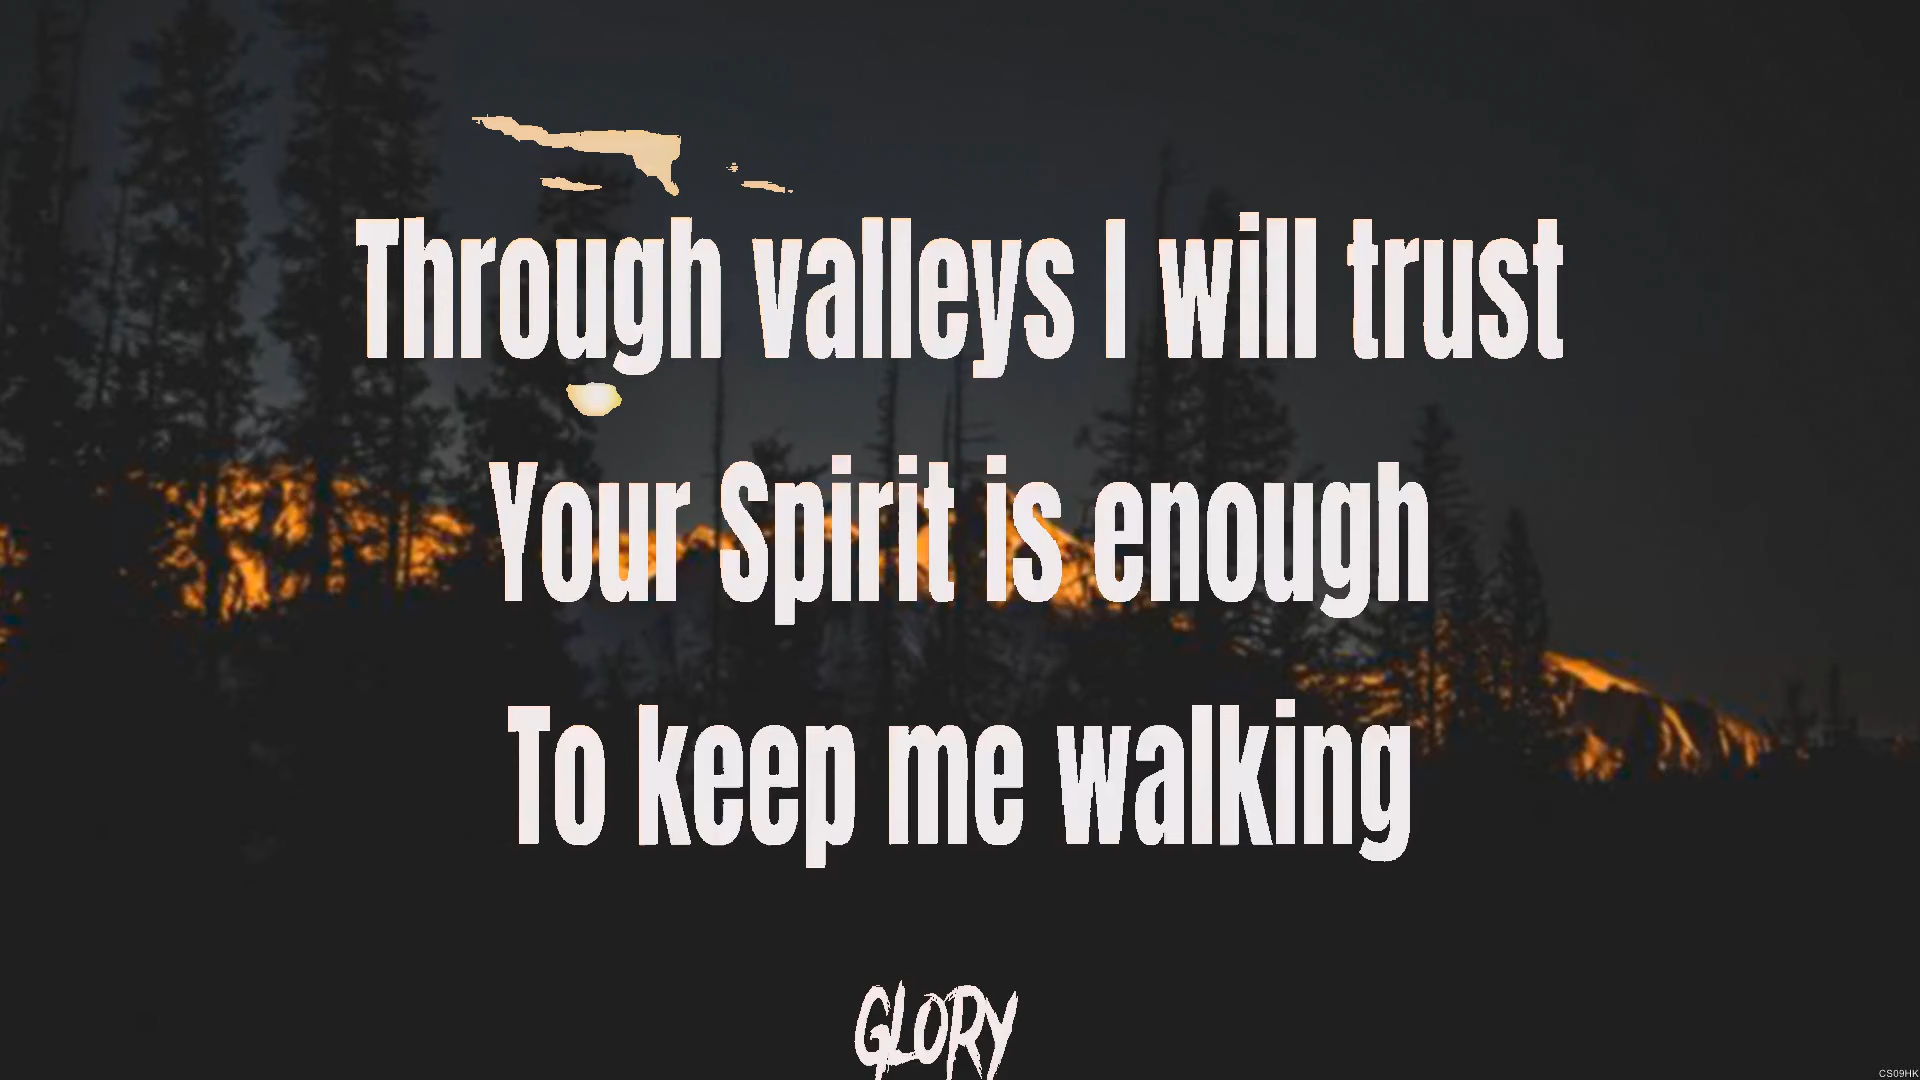 Through valleys I will trust
Your Spirit is enough
To keep me walking
GLORY
CS09HK